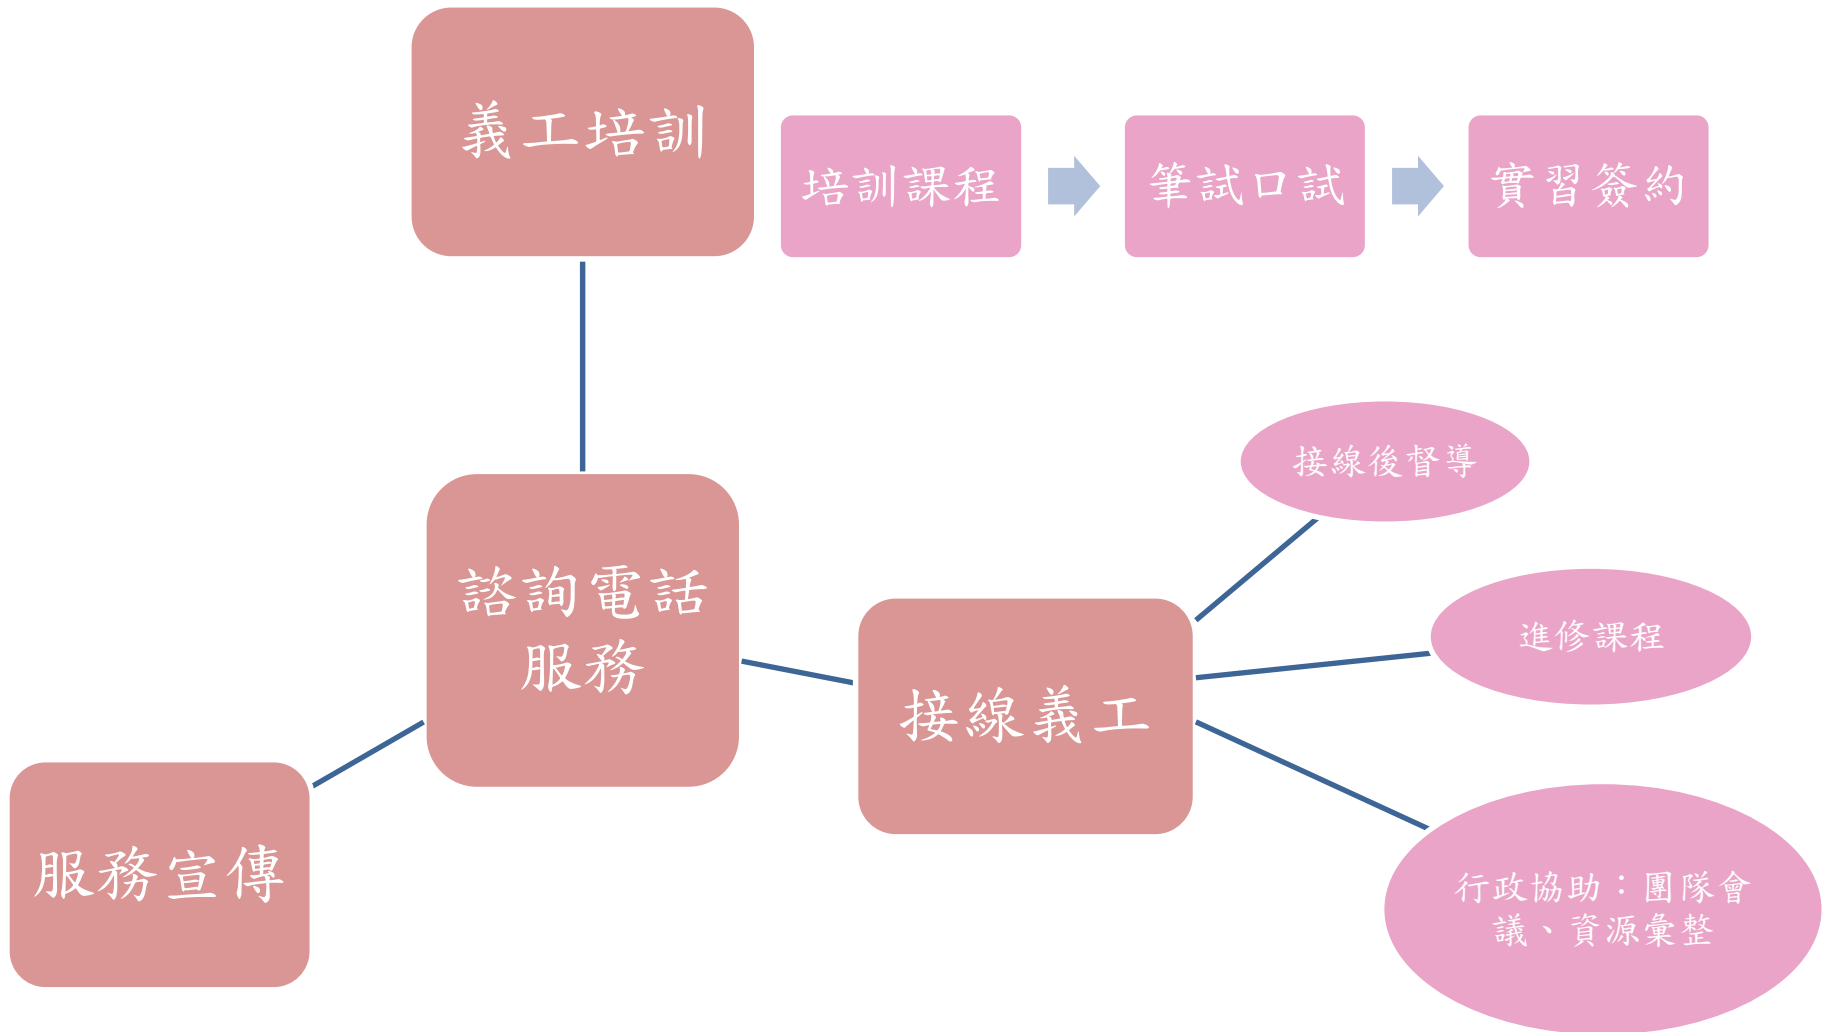 義工培訓
培訓課程
筆試口試
實習簽約
接線後督導
諮詢電話
服務
進修課程
接線義工
服務宣傳
行政協助：團隊會
議、資源彙整